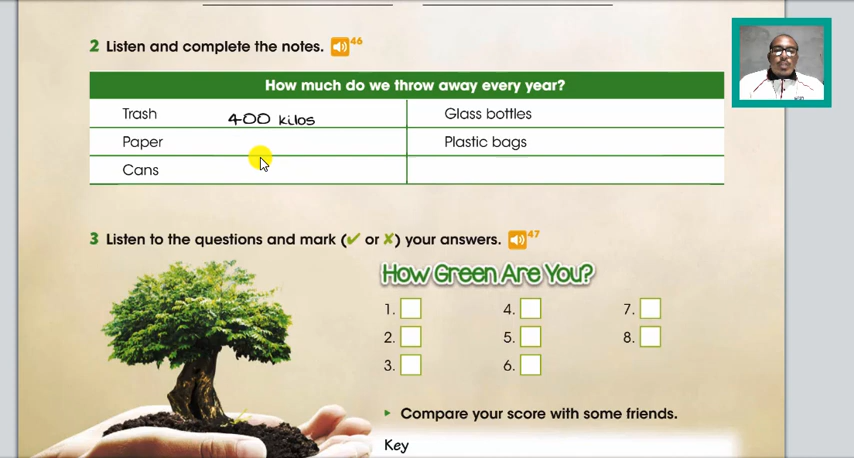 2 Listen and complete the notes. 46
How much do we throw away every year?
Trash 400 kilos Glass bottles
Paper Plastic bags
Cans
3 Listen to the questions and mark (✔ or ✘) your answers. 47
How Green Are You?
1. 4. 7.
2. 5. 8.
3. 6.
▸ Compare your score with some friends.
Key